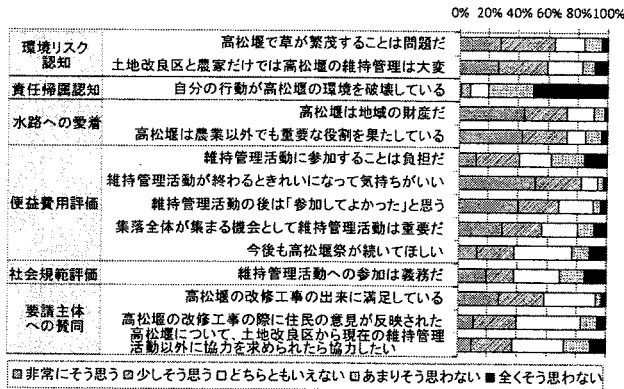 0% 20% 40% 60% 80%100%
環境リスク
認知
高松堰で草が繁茂することは問題だ
土地改良区と農家だけでは高松堰の維持管理は大変
責任帰属認知
自分の行動が高松堰の環境を破壊している
水路への愛着
高松堰は地域の財産だ
高松堰は農業以外でも重要な役割を果たしている
便益費用評価
維持管理活動に参加することは負担だ
維持管理活動が終わるときれいになって気持ちがいい
維持管理活動の後は「参加してよかった」と思う
集落全体が集まる機会として維持管理活動は重要だ
今後も高松堰祭が続いてほしい
社会規範評価
維持管理活動への参加は義務だ
要請主体
への賛同
高松堰の改修工事の出来に満足している
高松堰の改修工事の際に住民の意見が反映された
高松堰について、土地改良区から現在の維持管理
活動以外に協力を求められたら協力したい
非常にそう思う 少しそう思う どちらともいえない あまりそう思わない 全くそう思わない